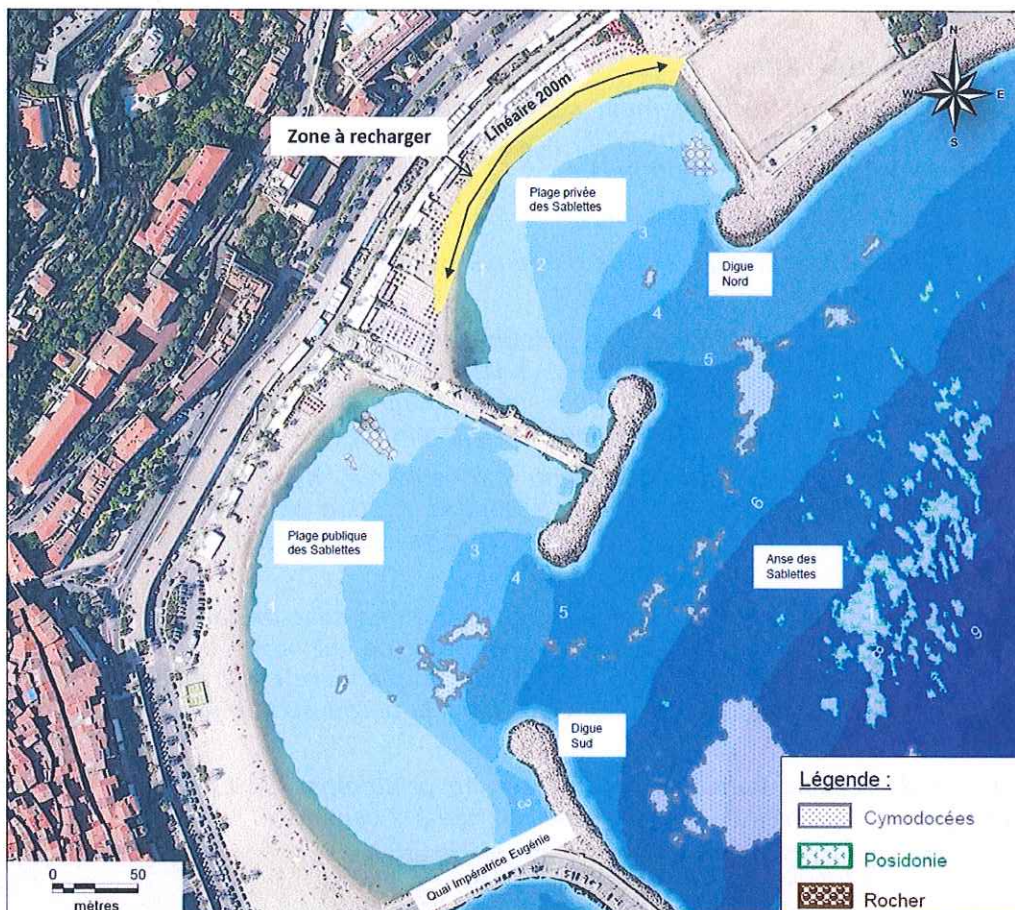 N
W E
S
Linéaire 200m
Zone à recharger
Plage privée
des Sablettes
3
1
2
Digue
Nord
4
5
6
Plage publique
des Sablettes
3
4
Anse des
Sablettes
5
1
8
9
Digue
Sud
3
Quai Impératrice Eugénie
Légende :
Cymodocées
Posidonie
Rocher
0 50
mètres